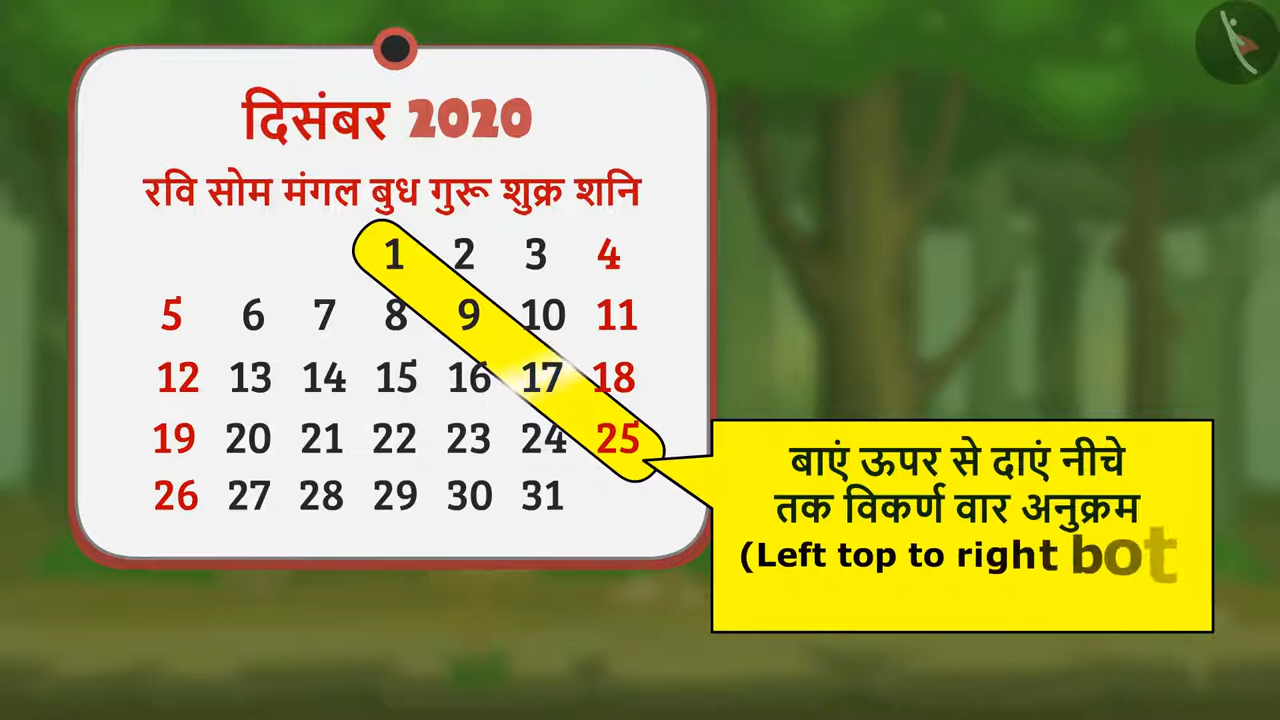 दिसंबर 2020
रवि सोम मंगल बुध गुरू शुक्र शनि
1 2 3 4
5 6 7 8 9 10 11
12 13 14 15 16 17 18
19 20 21 22 23 24 25
26 27 28 29 30 31
बाएं ऊपर से दाएं नीचे
तक विकर्ण वार अनुक्रम
(Left top to right bot